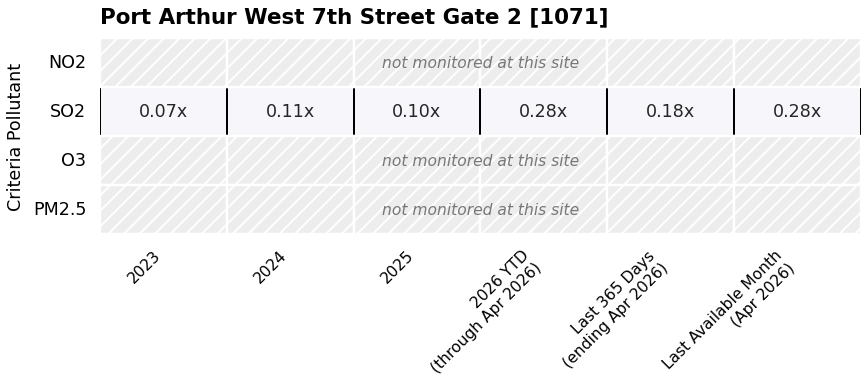 Port Arthur West 7th Street Gate 2 [1071]
Criteria Pollutant
NO2
not monitored at this site
SO2
0.07x
0.11x
0.10x
0.28x
0.18x
0.28x
O3
not monitored at this site
PM2.5
not monitored at this site
2023
2024
2025
2026 YTD
(through Apr 2026)
Last 365 Days
(ending Apr 2026)
Last Available Month
(Apr 2026)